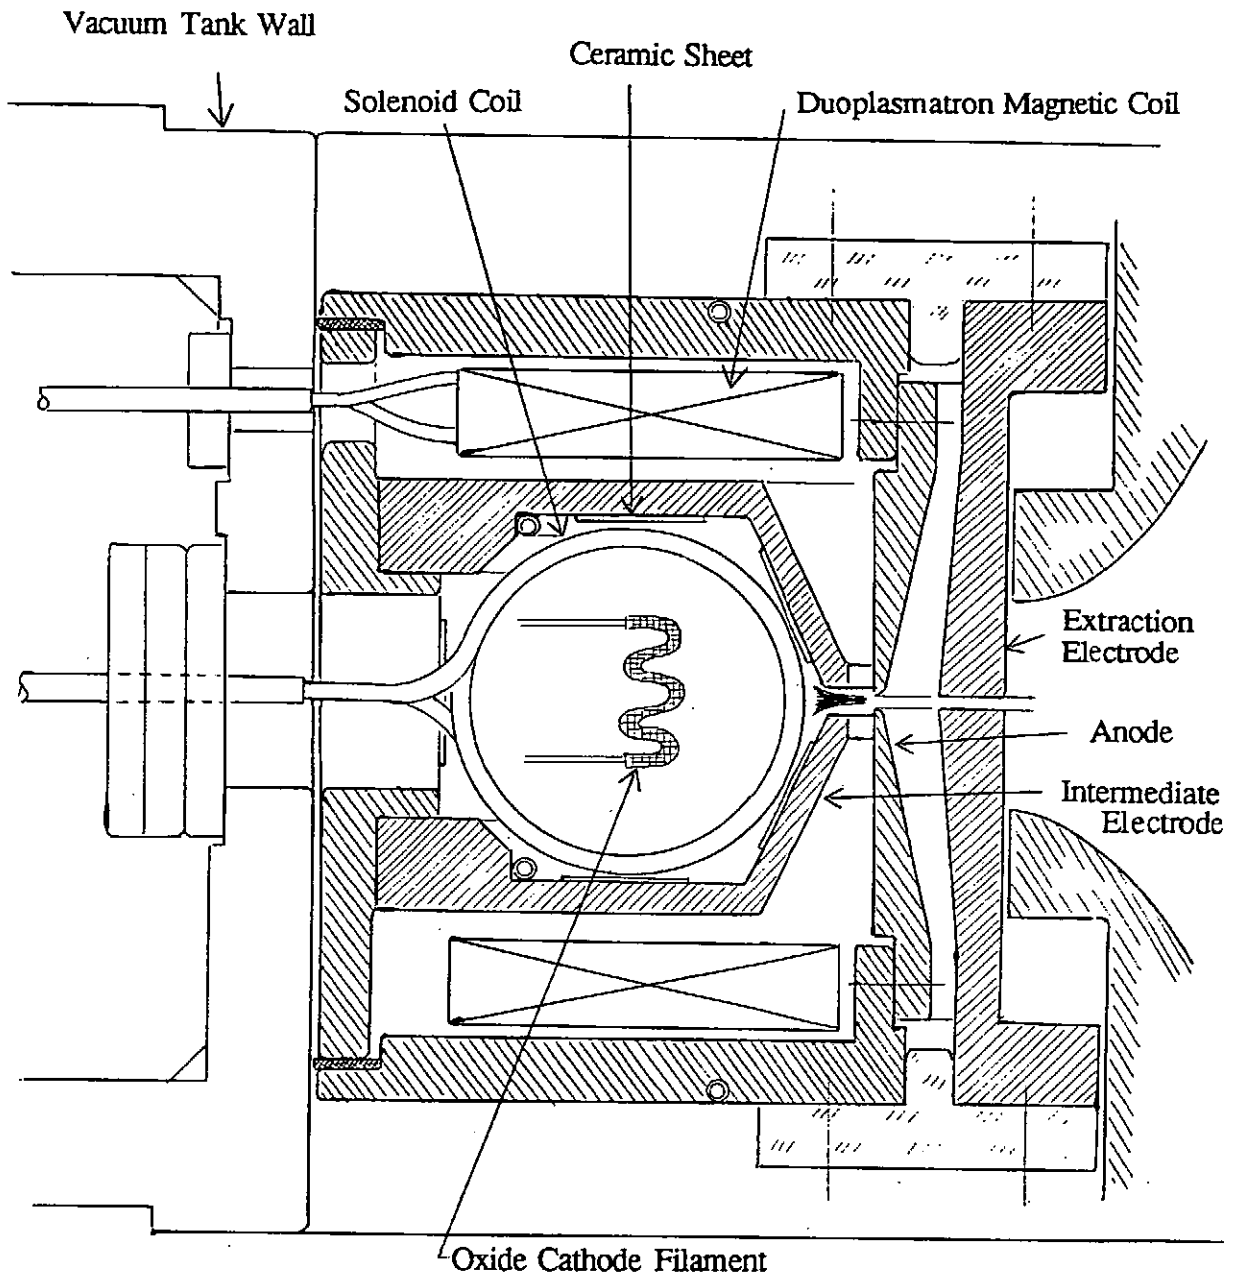 Vacuum Tank Wall
Ceramic Sheet
Solenoid Coil
Duoplasmatron Magnetic Coil
Extraction
Electrode
Anode
Intermediate
Electrode
Oxide Cathode Filament